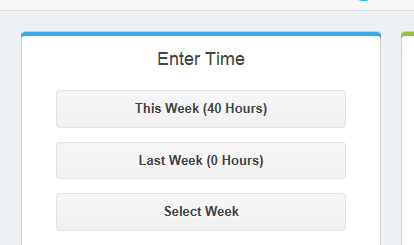 Enter Time
This Week (40 Hours)
Last Week (0 Hours)
Select Week